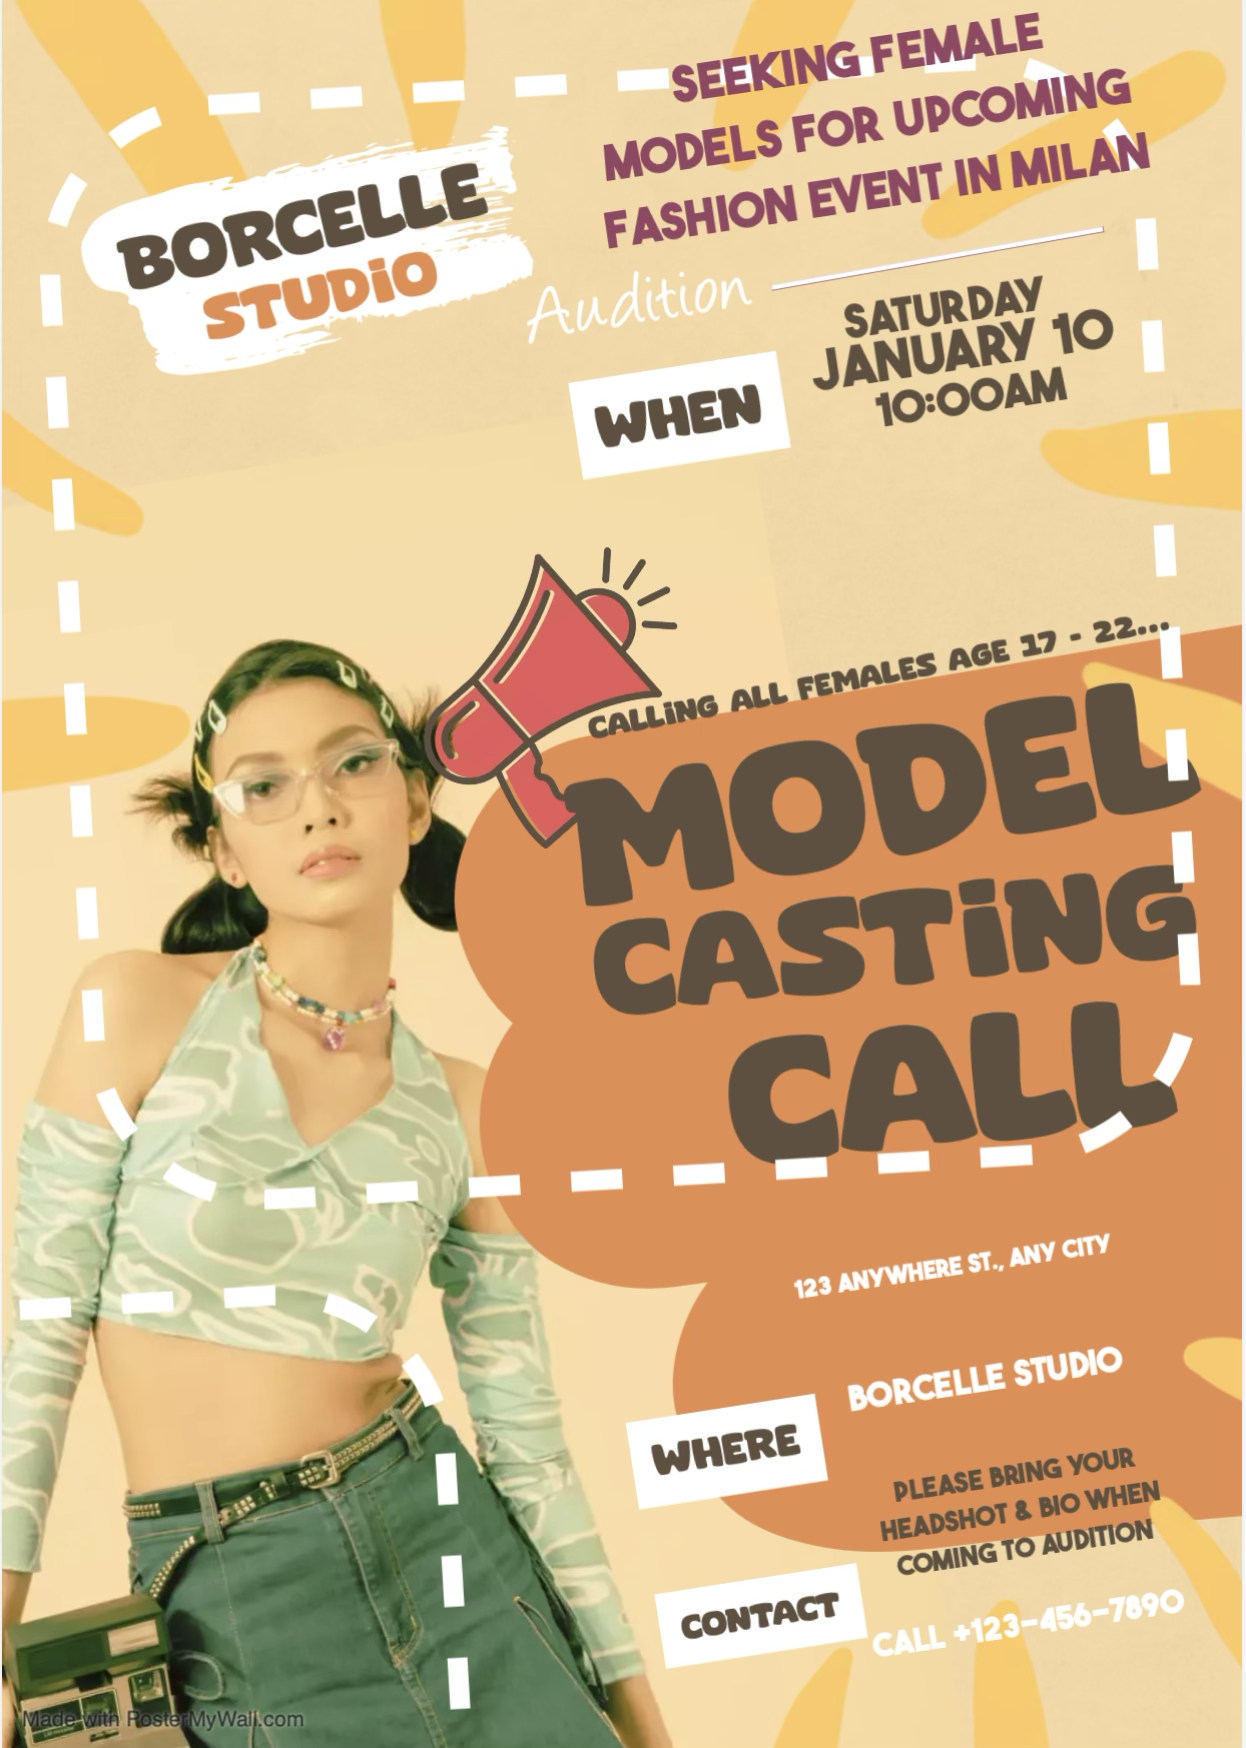 SEEKING FEMALE
MODELS FOR UPCOMING
FASHION EVENT IN MILAN
BORCELLE
STUDiO
Audition
SATURDAY
JANUARY 10
10:00AM
WHEN
CALLiNG ALL FEMALES AGE 17 - 22...
MODEL
CASTiNG
CALL
123 ANYWHERE ST., ANY CITY
BORCELLE STUDIO
WHERE
PLEASE BRING YOUR
HEADSHOT & BIO WHEN
COMING TO AUDITION
CONTACT
CALL +123-456-7890
Made with PosterMyWall.com